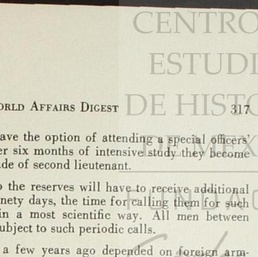 CENTRO
ESTUDI
ORLD AFFAIRS DIGEST 317
DE HISTO
ave the option of attending a special officers'
er six months of intensive study they become
ade of second lieutenant.
DE MEX
o the reserves will have to receive additional
nety days, the time for calling them for such
in a most scientific way. All men between
ubject to such periodic calls.
a few years ago depended on foreign arm-